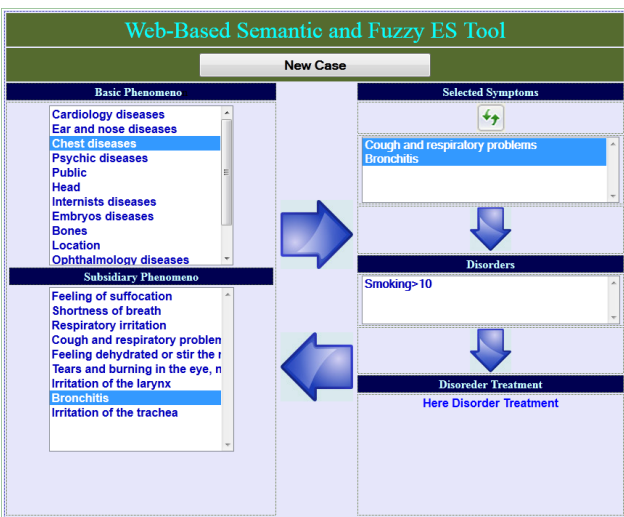 Web-Based Semantic and Fuzzy ES Tool
New Case
Basic Phenomeno
Cardiology diseases
Ear and nose diseases
Chest diseases
Psychic diseases
Public
Head
Internists diseases
Embryos diseases
Bones
Location
Ophthalmology diseases
Subsidiary Phenomeno
Feeling of suffocation
Shortness of breath
Respiratory irritation
Cough and respiratory problem
Feeling dehydrated or stir the r
Tears and burning in the eye, n
Irritation of the larynx
Bronchitis
Irritation of the trachea
Selected Symptoms
Cough and respiratory problems
Bronchitis
Disorders
Smoking>10
Disoreder Treatment
Here Disorder Treatment